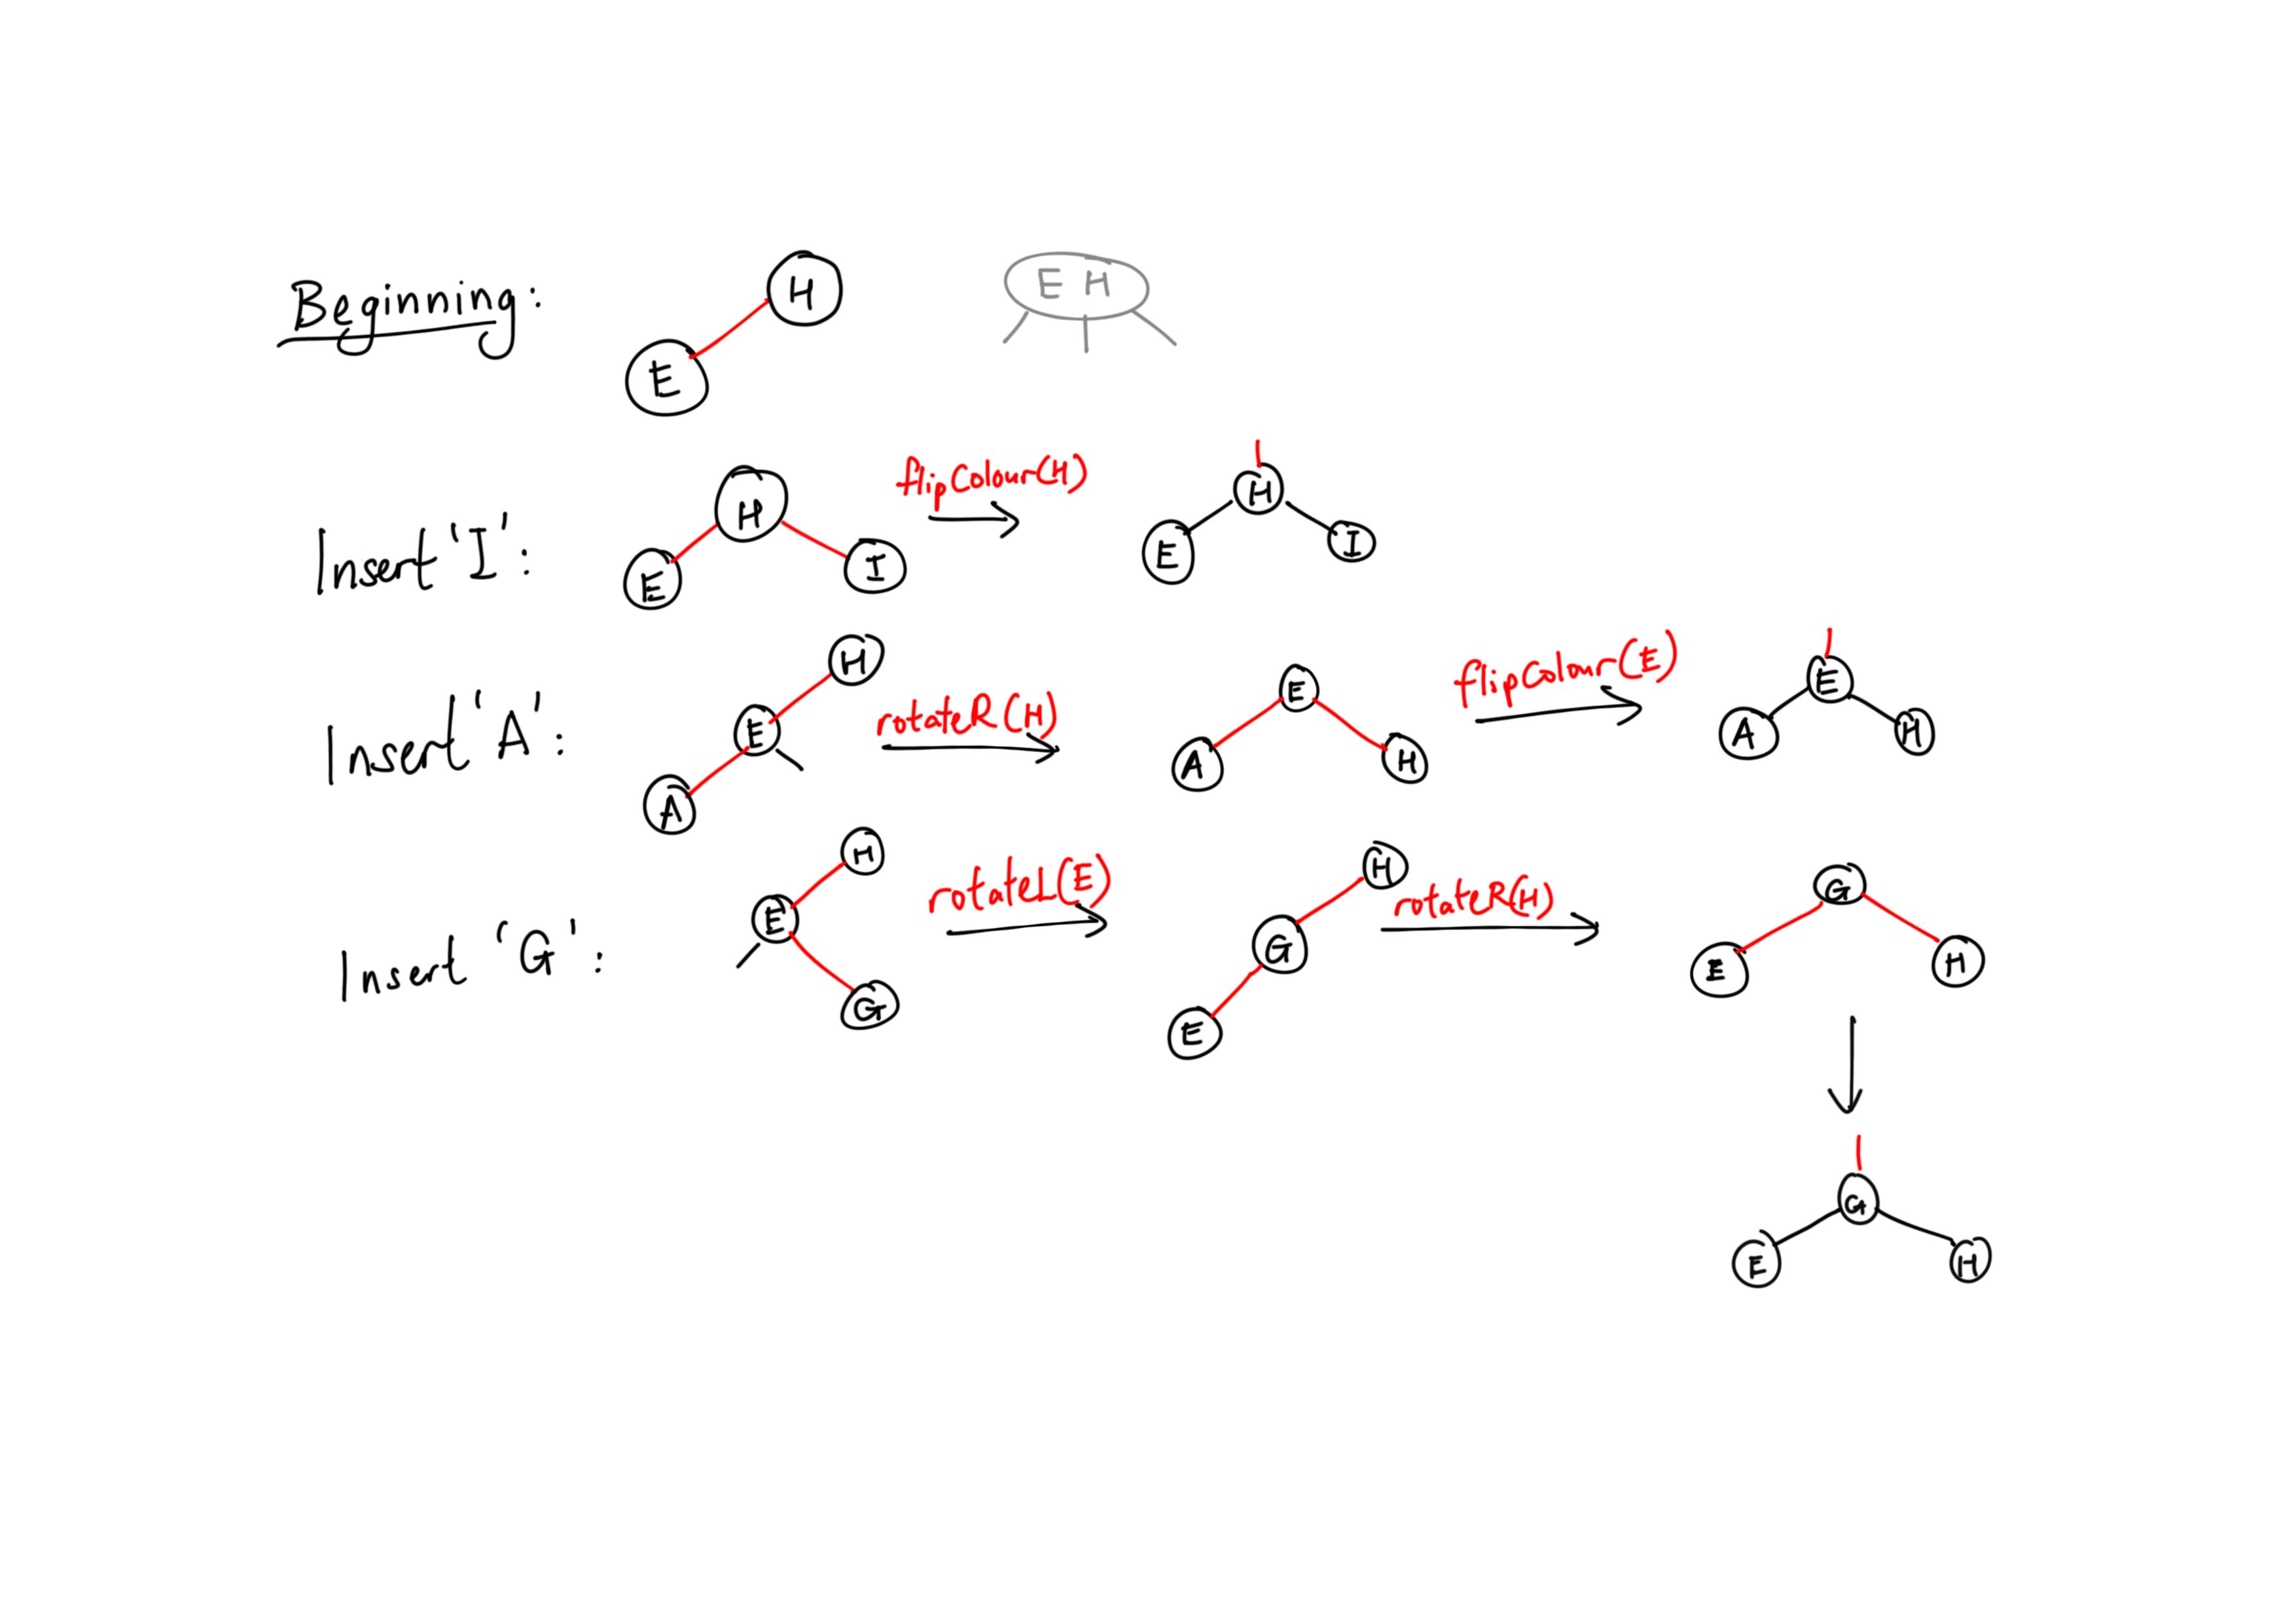 Beginning:
H
E
E H
Insert 'I':
H
E
I
flipColour(H)
H
E
I
Insert 'A':
H
E
A
rotateR(H)
E
A
H
flipColour(E)
E
A
H
Insert 'G':
H
E
G
rotateL(E)
H
G
E
rotateR(H)
G
E
H
G
E
H